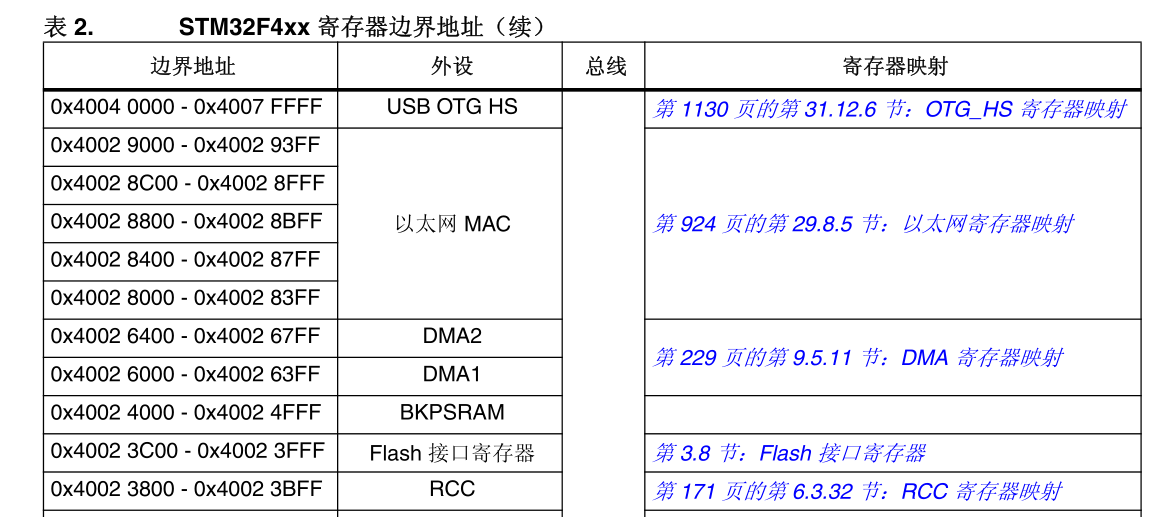 表 2. STM32F4xx 寄存器边界地址（续）
边界地址 外设 总线 寄存器映射
0x4004 0000 - 0x4007 FFFF USB OTG HS 第 1130 页的第 31.12.6 节：OTG_HS 寄存器映射
0x4002 9000 - 0x4002 93FF
0x4002 8C00 - 0x4002 8FFF
0x4002 8800 - 0x4002 8BFF 以太网 MAC 第 924 页的第 29.8.5 节：以太网寄存器映射
0x4002 8400 - 0x4002 87FF
0x4002 8000 - 0x4002 83FF
0x4002 6400 - 0x4002 67FF DMA2
第 229 页的第 9.5.11 节：DMA 寄存器映射
0x4002 6000 - 0x4002 63FF DMA1
0x4002 4000 - 0x4002 4FFF BKPSRAM
0x4002 3C00 - 0x4002 3FFF Flash 接口寄存器 第 3.8 节：Flash 接口寄存器
0x4002 3800 - 0x4002 3BFF RCC 第 171 页的第 6.3.32 节：RCC 寄存器映射